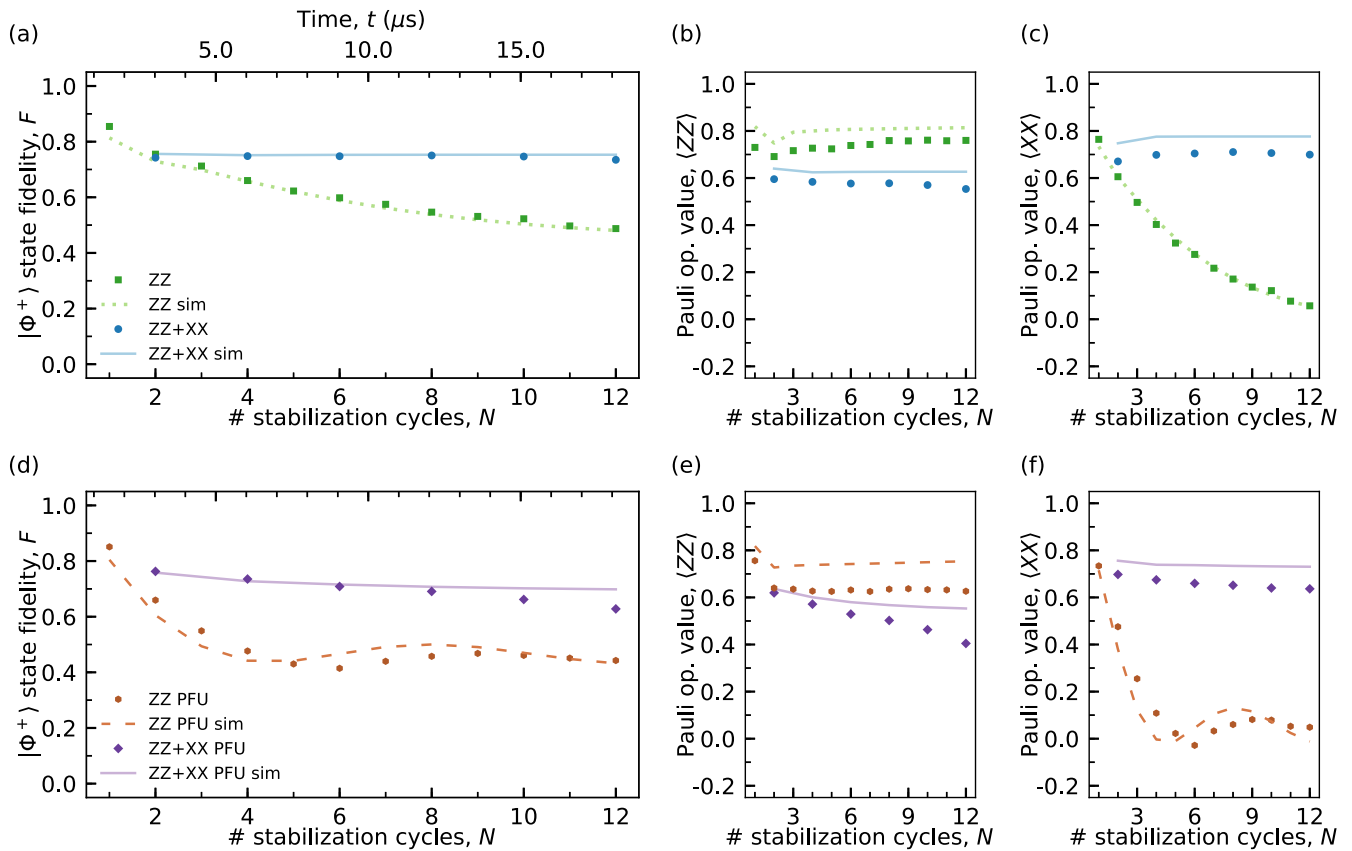 (a)
Time, t (μs)
5.0 10.0 15.0
|Φ⁺⟩ state fidelity, F
1.0
0.8
0.6
0.4
0.2
0.0
ZZ
ZZ sim
ZZ+XX
ZZ+XX sim
2 4 6 8 10 12
# stabilization cycles, N
(b)
Pauli op. value, ⟨ZZ⟩
1.0
0.8
0.6
0.4
0.2
0.0
-0.2
3 6 9 12
# stabilization cycles, N
(c)
Pauli op. value, ⟨XX⟩
1.0
0.8
0.6
0.4
0.2
0.0
-0.2
3 6 9 12
# stabilization cycles, N
(d)
|Φ⁺⟩ state fidelity, F
1.0
0.8
0.6
0.4
0.2
0.0
ZZ PFU
ZZ PFU sim
ZZ+XX PFU
ZZ+XX PFU sim
2 4 6 8 10 12
# stabilization cycles, N
(e)
Pauli op. value, ⟨ZZ⟩
1.0
0.8
0.6
0.4
0.2
0.0
-0.2
3 6 9 12
# stabilization cycles, N
(f)
Pauli op. value, ⟨XX⟩
1.0
0.8
0.6
0.4
0.2
0.0
-0.2
3 6 9 12
# stabilization cycles, N